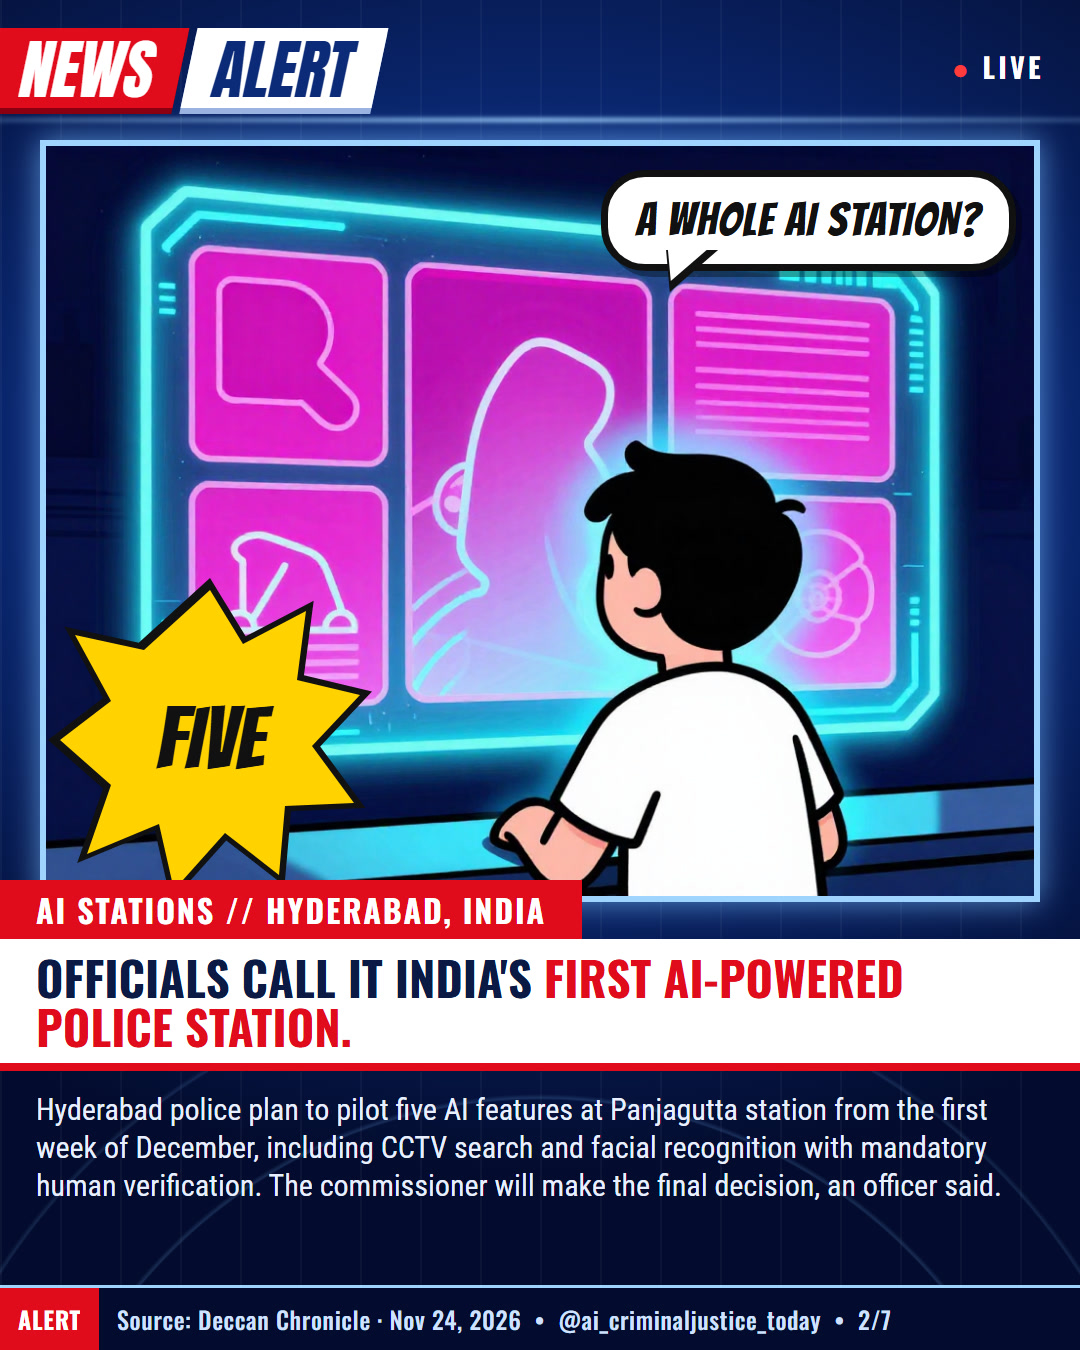 NEWS ALERT
LIVE
A WHOLE AI STATION?
FIVE
AI STATIONS // HYDERABAD, INDIA
OFFICIALS CALL IT INDIA'S FIRST AI-POWERED
POLICE STATION.
Hyderabad police plan to pilot five AI features at Panjagutta station from the first
week of December, including CCTV search and facial recognition with mandatory
human verification. The commissioner will make the final decision, an officer said.
ALERT
Source: Deccan Chronicle · Nov 24, 2026 • @ai_criminaljustice_today • 2/7